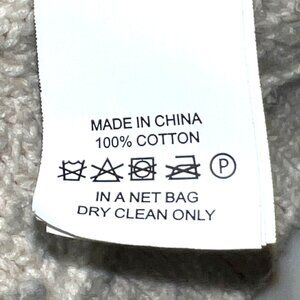 MADE IN CHINA
100% COTTON
P
IN A NET BAG
DRY CLEAN ONLY